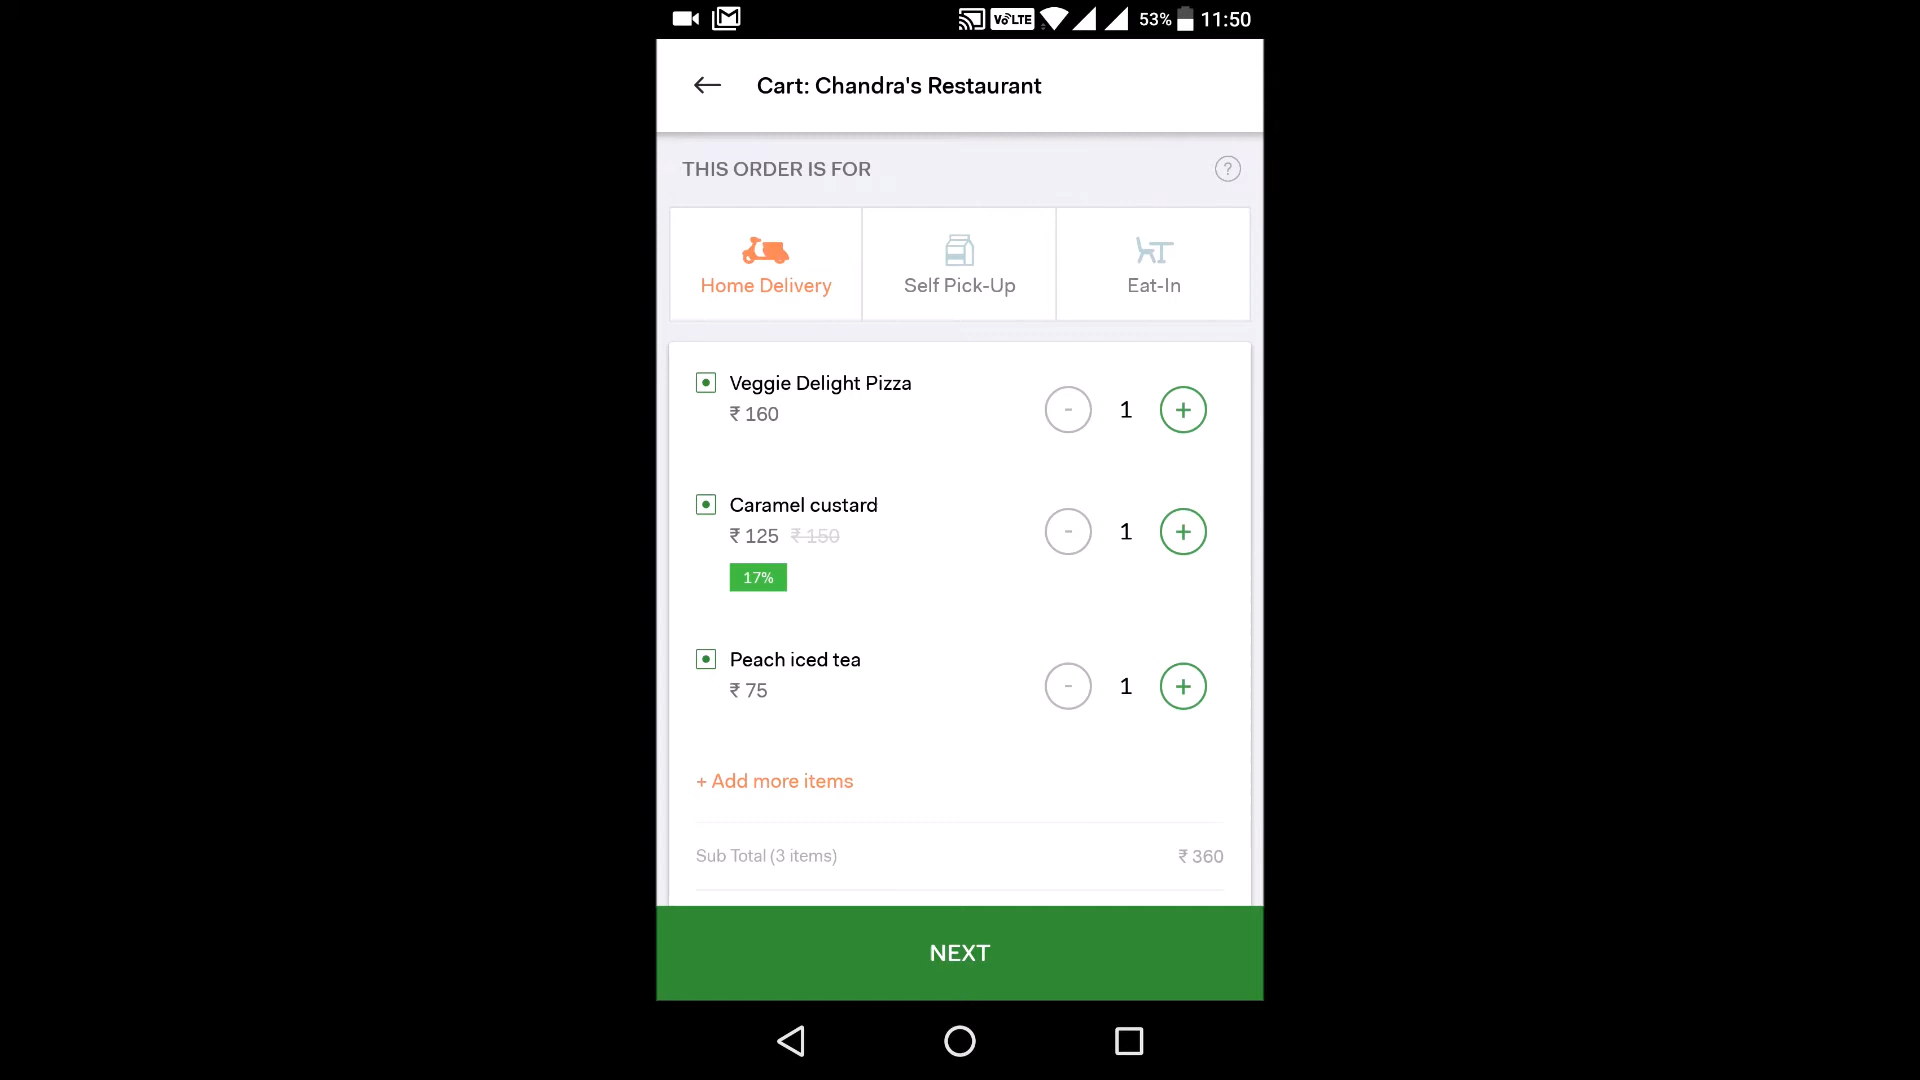 VoLTE 53% 11:50
Cart: Chandra's Restaurant
THIS ORDER IS FOR ?
Home Delivery Self Pick-Up Eat-In
Veggie Delight Pizza
₹ 160 - 1 +
Caramel custard
₹ 125 ₹ 150 - 1 +
17%
Peach iced tea
₹ 75 - 1 +
+ Add more items
Sub Total (3 items) ₹ 360
NEXT